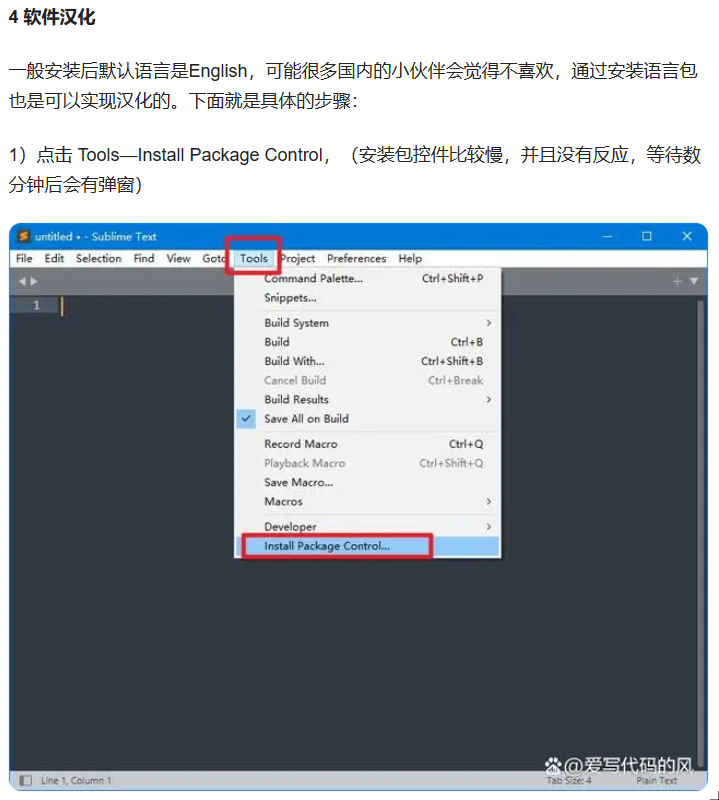 4 软件汉化
一般安装后默认语言是English，可能很多国内的小伙伴会觉得不喜欢，通过安装语言包
也是可以实现汉化的。下面就是具体的步骤：
1）点击 Tools—Install Package Control，（安装包控件比较慢，并且没有反应，等待数
分钟后会有弹窗）
untitled • - Sublime Text
File Edit Selection Find View Goto Tools Project Preferences Help
Command Palette... Ctrl+Shift+P
Snippets...
1
Build System
Build Ctrl+B
Build With... Ctrl+Shift+B
Cancel Build Ctrl+Break
Build Results
Save All on Build
Record Macro Ctrl+Q
Playback Macro Ctrl+Shift+Q
Save Macro...
Macros
Developer
Install Package Control...
@爱写代码的风
Line 1, Column 1 Tab Size: 4 Plain Text